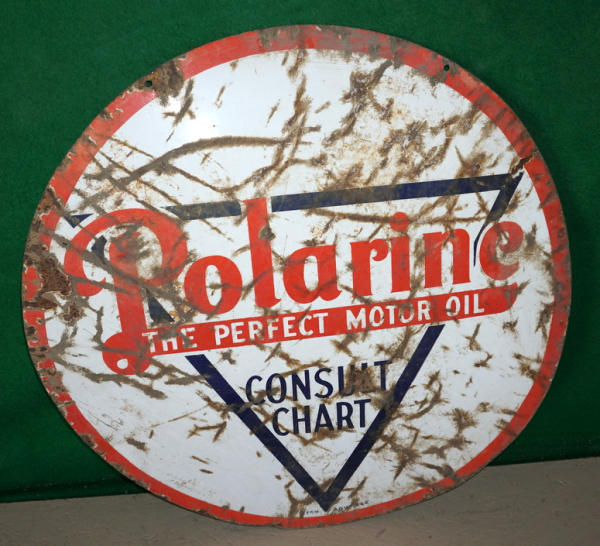 Polarine
THE PERFECT MOTOR OIL
CONSULT
CHART